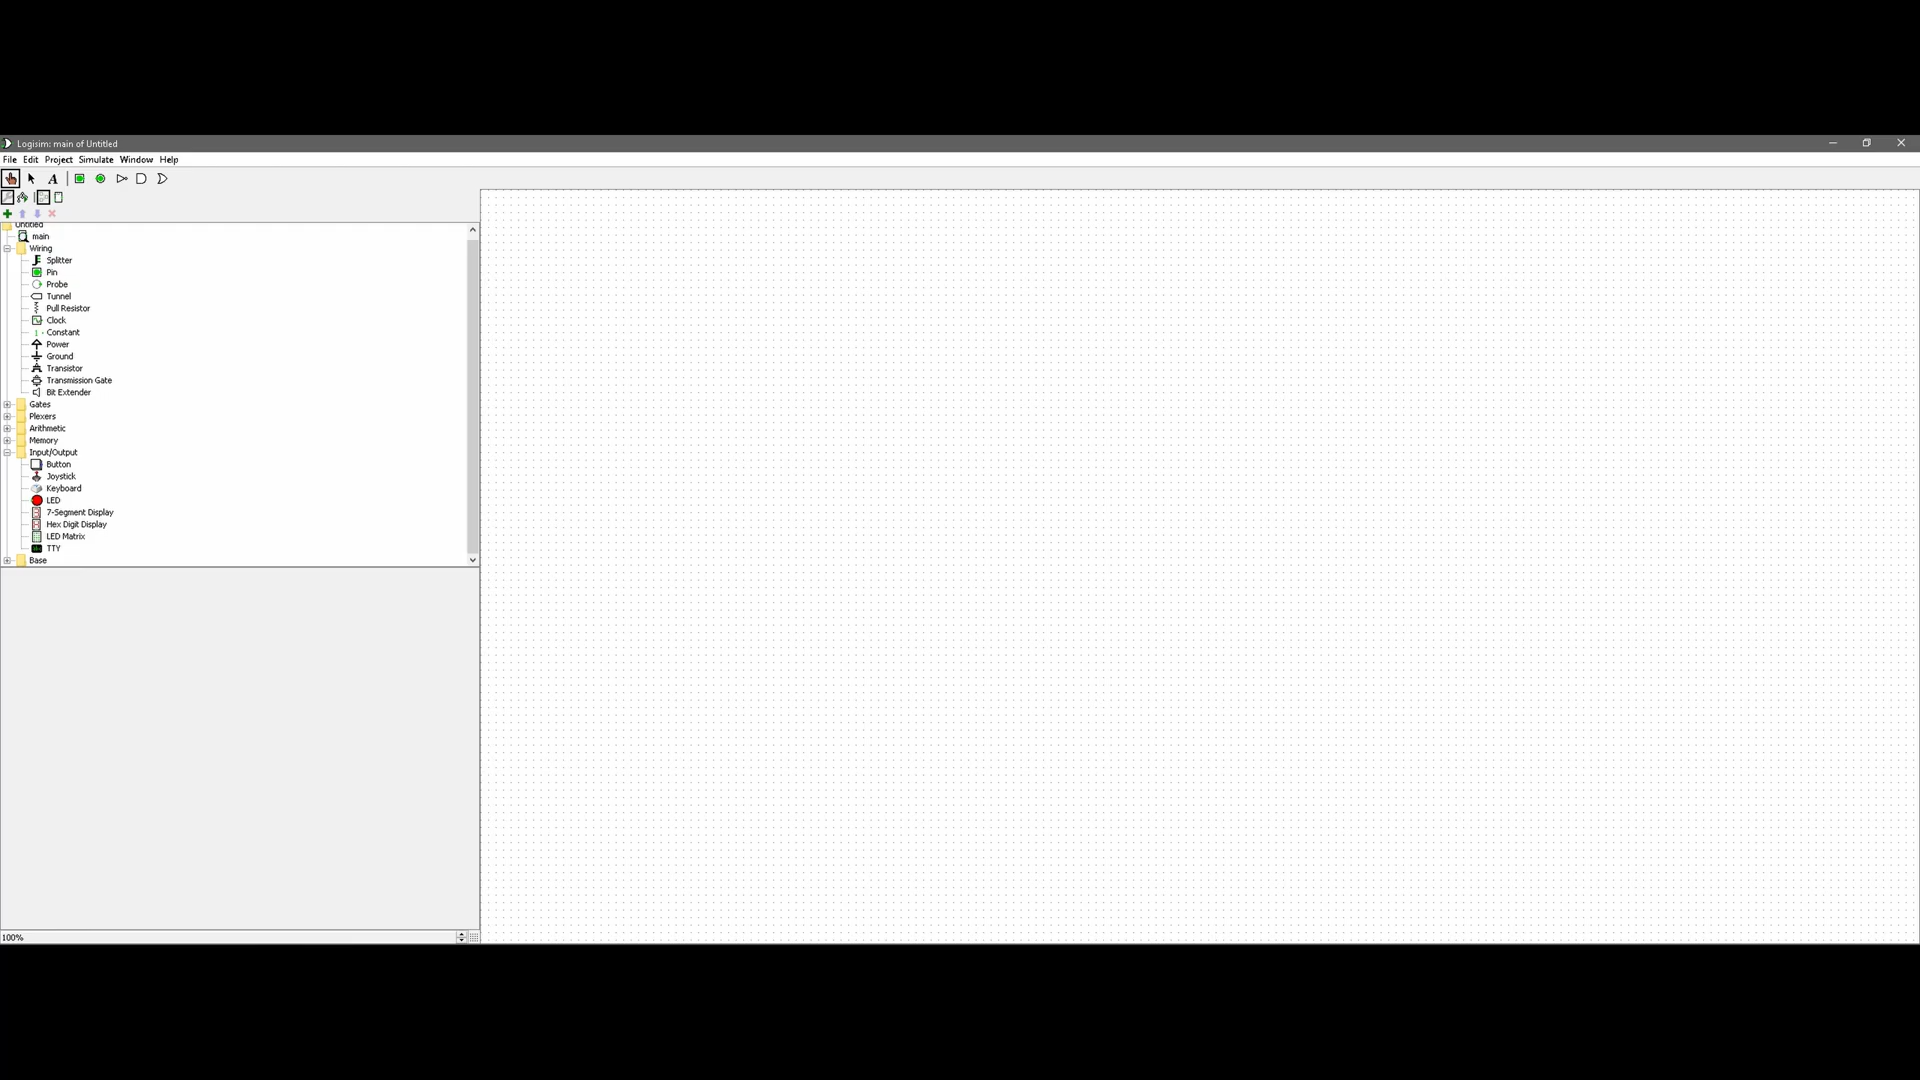 Logisim: main of Untitled
File Edit Project Simulate Window Help
A
Untitled
main
Wiring
Splitter
Pin
Probe
Tunnel
Pull Resistor
Clock
1 Constant
Power
Ground
Transistor
Transmission Gate
Bit Extender
Gates
Plexers
Arithmetic
Memory
Input/Output
Button
Joystick
Keyboard
LED
7-Segment Display
Hex Digit Display
LED Matrix
TTY
Base
100%